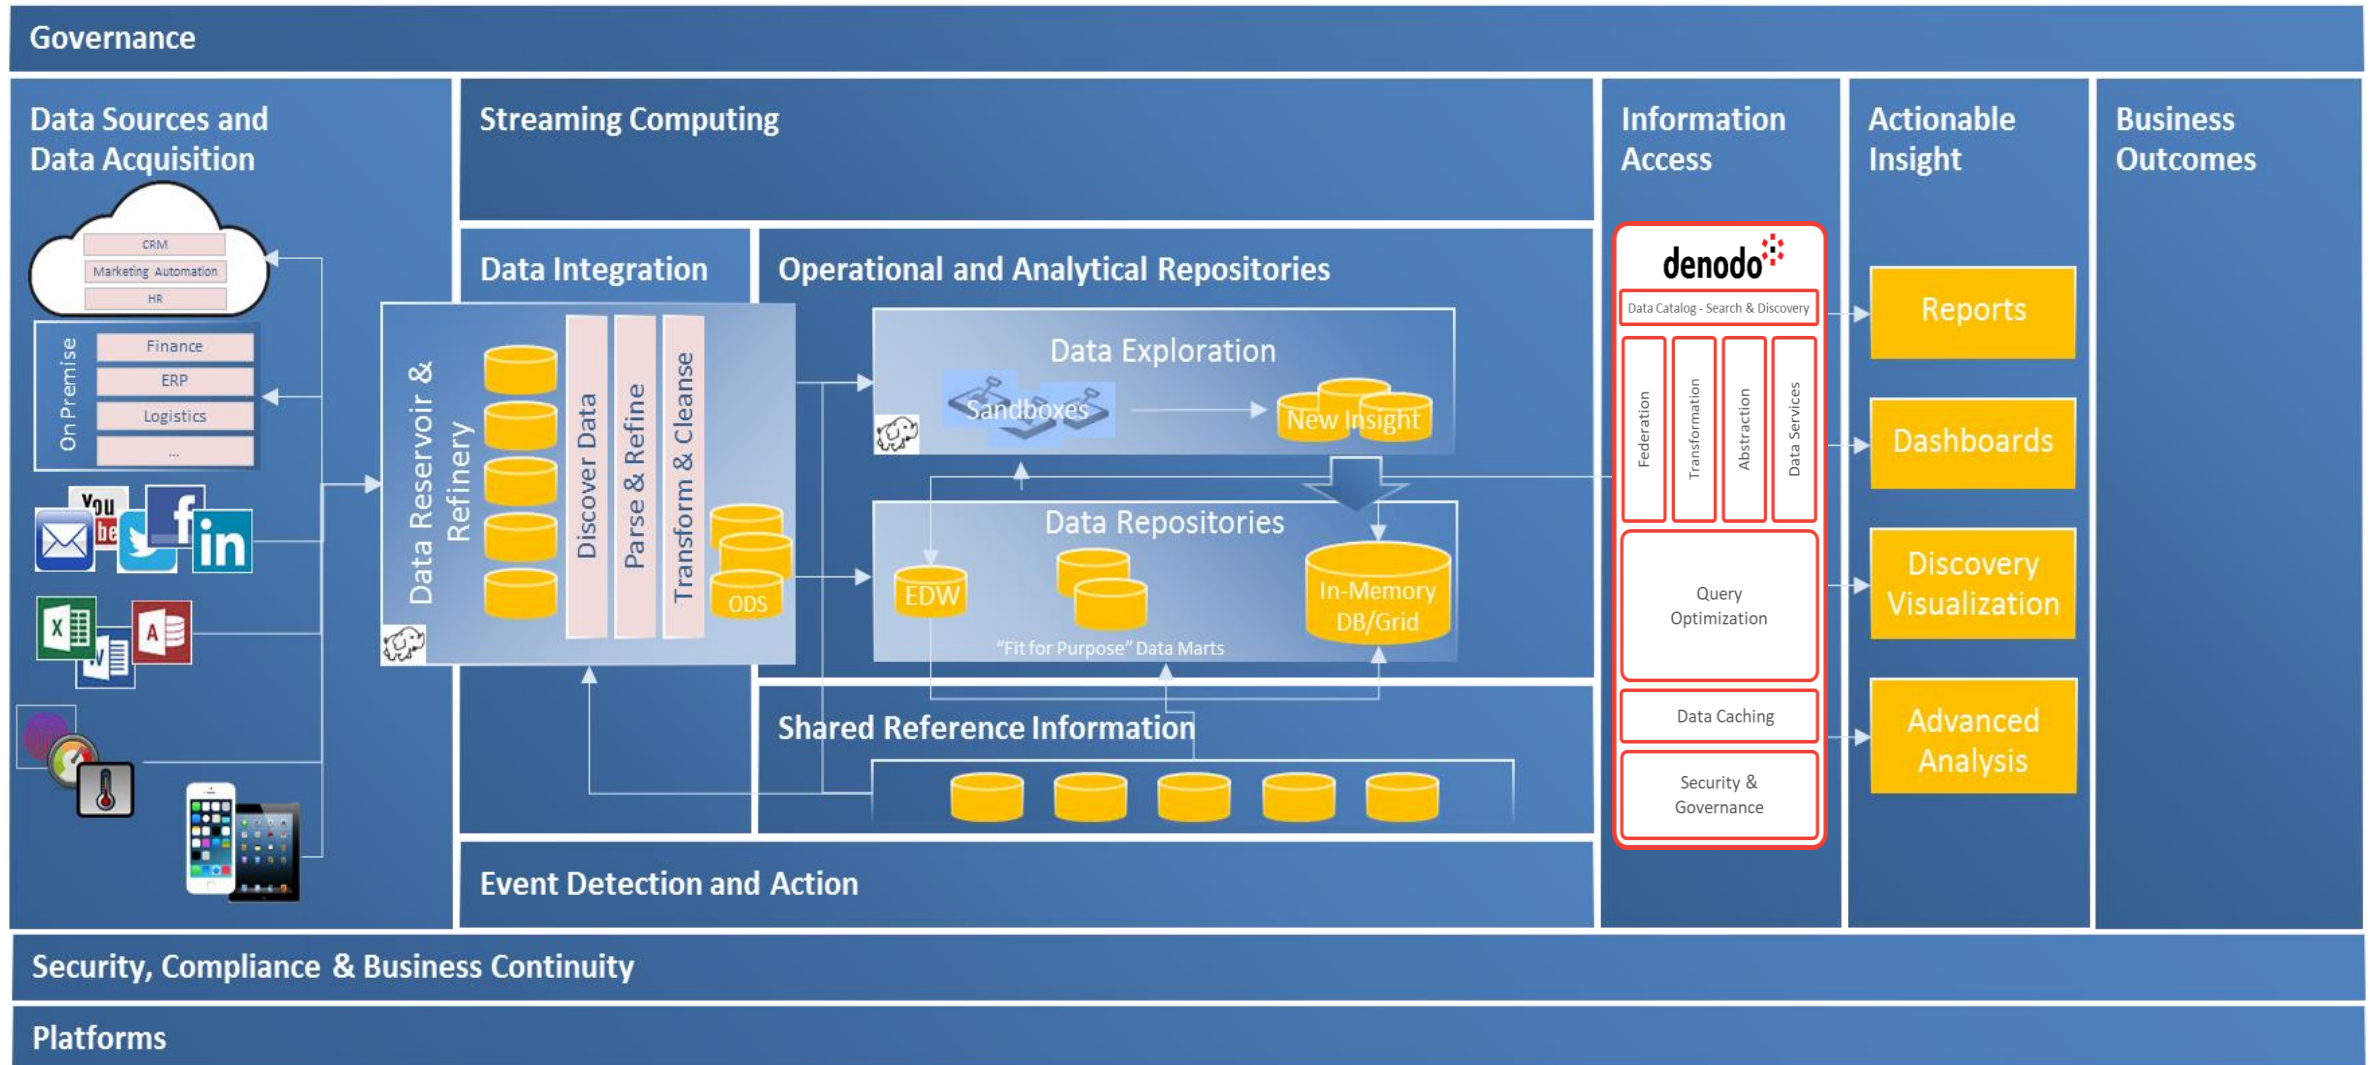 Governance
Data Sources and
Data Acquisition
CRM
Marketing Automation
HR
On Premise
Finance
ERP
Logistics
...
You
be
f
in
X
A
W
Streaming Computing
Data Integration
Data Reservoir &
Refinery
Discover Data
Parse & Refine
Transform & Cleanse
ODS
Operational and Analytical Repositories
Data Exploration
Sandboxes
New Insight
Data Repositories
EDW
"Fit for Purpose" Data Marts
In-Memory
DB/Grid
Shared Reference Information
Event Detection and Action
Information
Access
denodo
Data Catalog - Search & Discovery
Federation
Transformation
Abstraction
Data Services
Query
Optimization
Data Caching
Security &
Governance
Actionable
Insight
Reports
Dashboards
Discovery
Visualization
Advanced
Analysis
Business
Outcomes
Security, Compliance & Business Continuity
Platforms